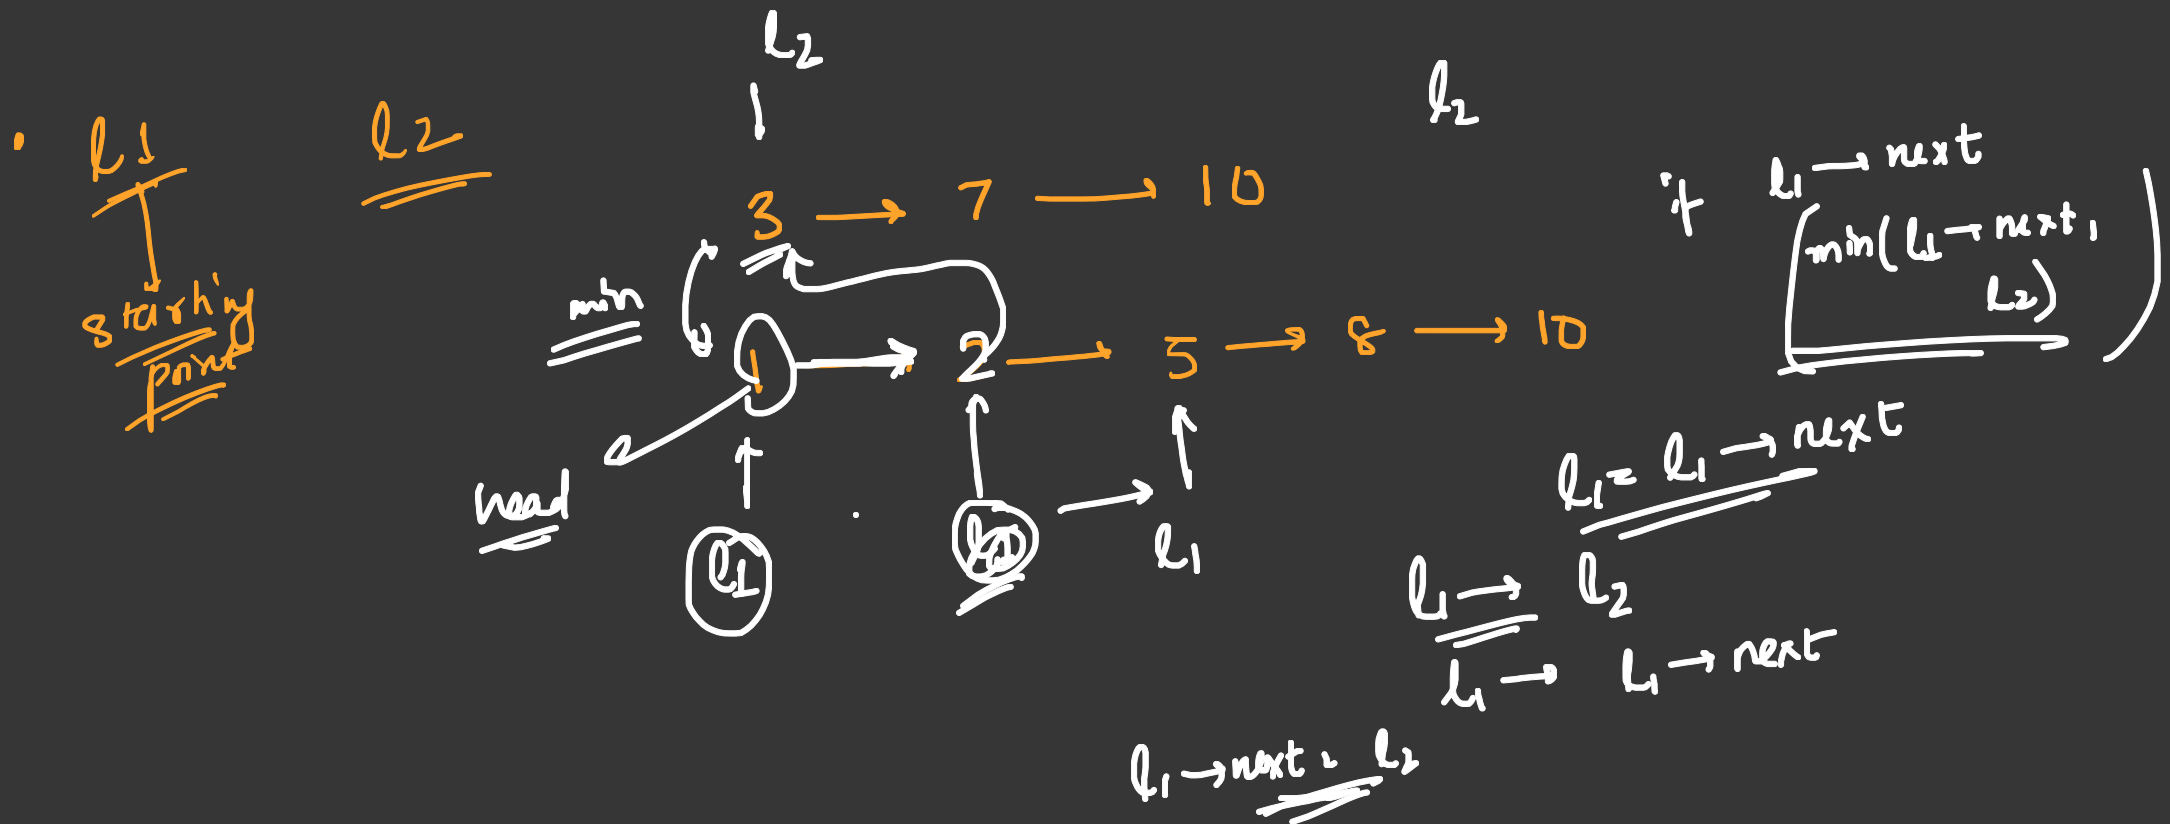 l2
l2
l1 l2
if l1 → next
3 → 7 → 10
min(l1 → next,
l2)
starting
point
min
1 → 2 → 5 → 8 → 10
head
l1 = l1 → next
l1 → l1
l1 → l2
l1 → l1 → next
l1 → next = l2